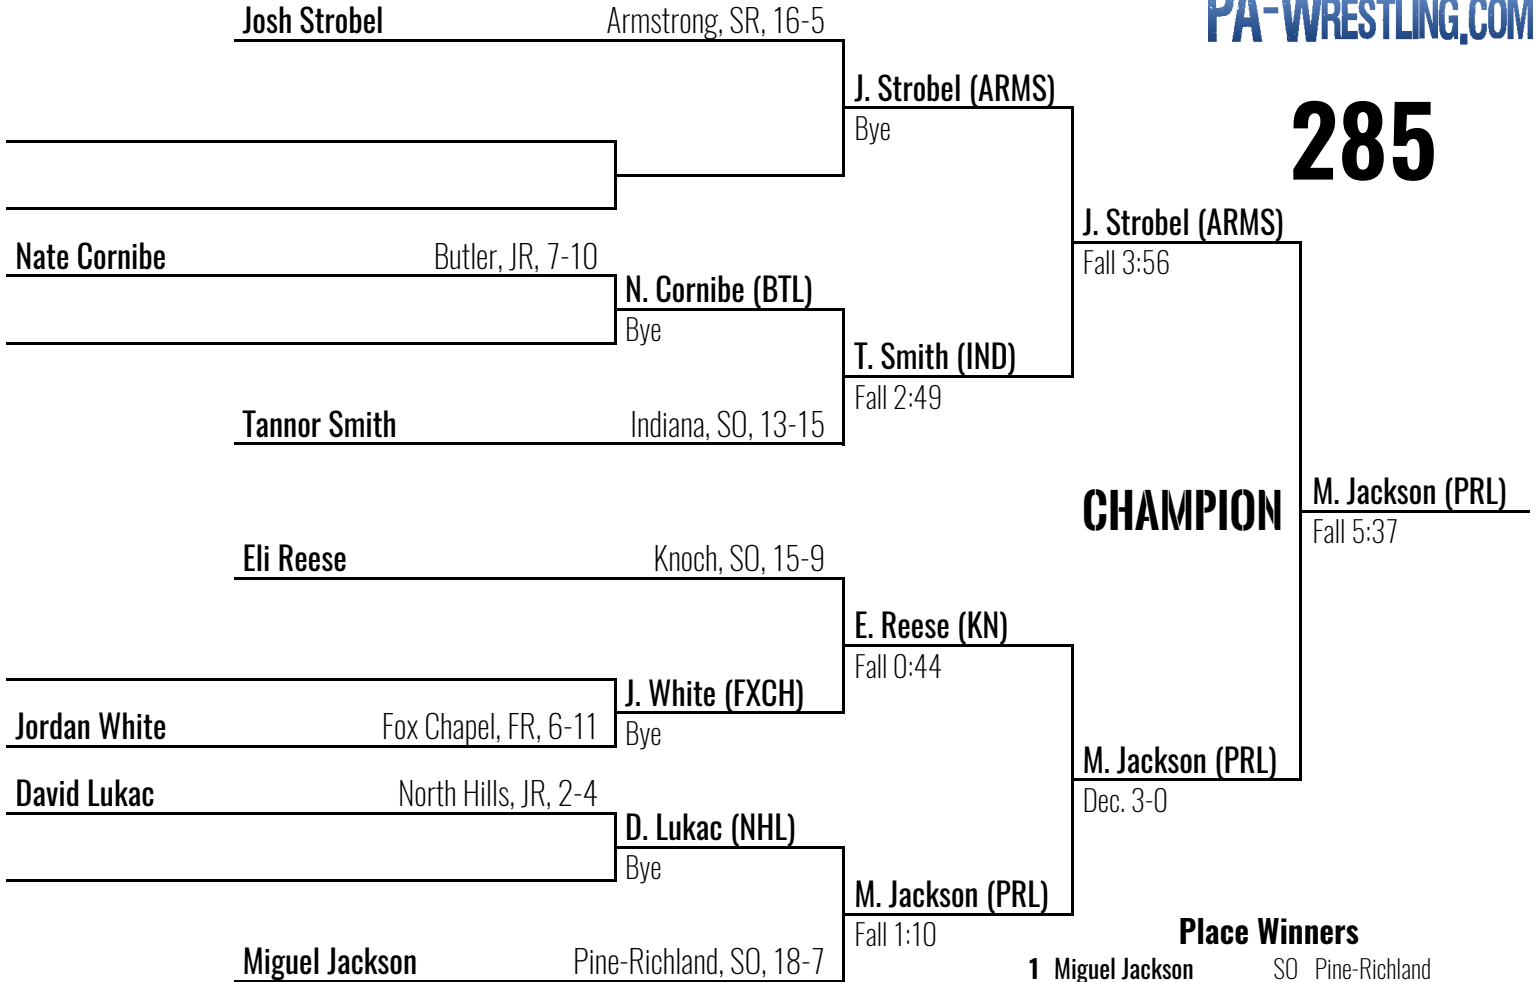 PA-WRESTLING.COM
285
Josh Strobel Armstrong, SR, 16-5
J. Strobel (ARMS)
Bye
J. Strobel (ARMS)
Fall 3:56
Nate Cornibe Butler, JR, 7-10
N. Cornibe (BTL)
Bye
T. Smith (IND)
Fall 2:49
Tannor Smith Indiana, SO, 13-15
CHAMPION
M. Jackson (PRL)
Fall 5:37
Eli Reese Knoch, SO, 15-9
E. Reese (KN)
Fall 0:44
J. White (FXCH)
Bye
Jordan White Fox Chapel, FR, 6-11
M. Jackson (PRL)
Dec. 3-0
David Lukac North Hills, JR, 2-4
D. Lukac (NHL)
Bye
M. Jackson (PRL)
Fall 1:10
Miguel Jackson Pine-Richland, SO, 18-7
Place Winners
1 Miguel Jackson SO Pine-Richland